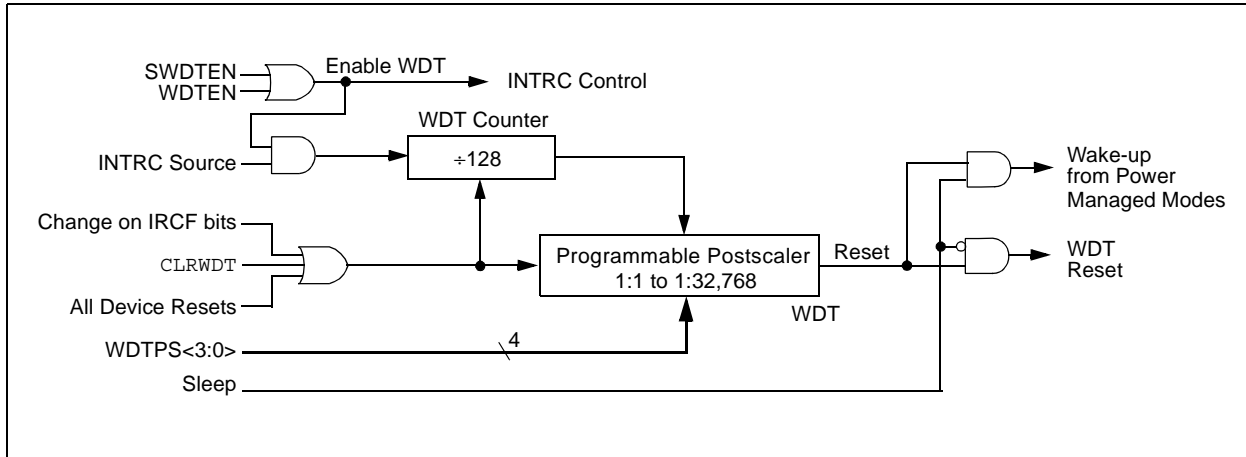 SWDTEN
WDTEN
Enable WDT
INTRC Control
WDT Counter
INTRC Source
÷128
Wake-up
from Power
Managed Modes
Change on IRCF bits
CLRWDT
All Device Resets
Programmable Postscaler
1:1 to 1:32,768
Reset
WDT
Reset
WDT
WDTPS<3:0>
4
Sleep